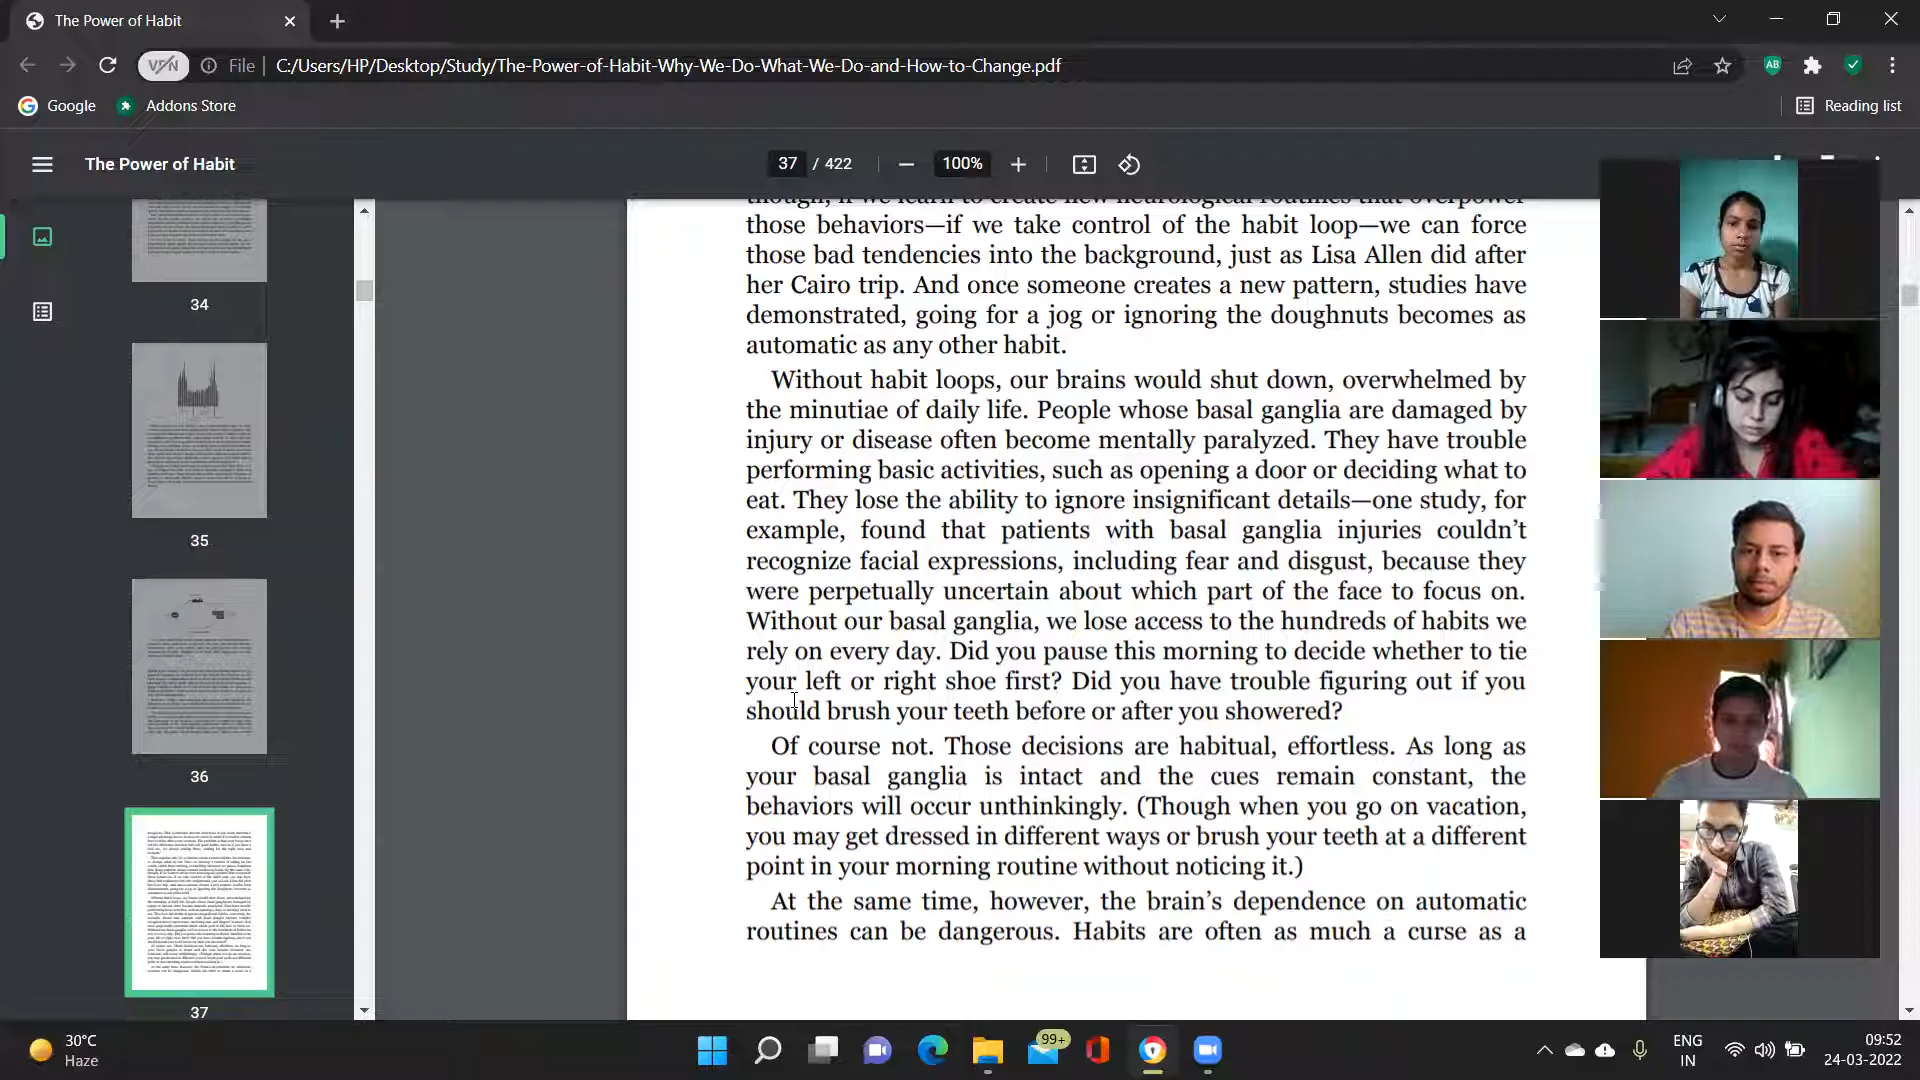 The Power of Habit
VPN
File
C:/Users/HP/Desktop/Study/The-Power-of-Habit-Why-We-Do-What-We-Do-and-How-to-Change.pdf
AB
Google
Addons Store
Reading list
The Power of Habit
37 / 422
100%
34
35
36
37
though, if we learn to create new neurological routines that overpower
those behaviors—if we take control of the habit loop—we can force
those bad tendencies into the background, just as Lisa Allen did after
her Cairo trip. And once someone creates a new pattern, studies have
demonstrated, going for a jog or ignoring the doughnuts becomes as
automatic as any other habit.
Without habit loops, our brains would shut down, overwhelmed by
the minutiae of daily life. People whose basal ganglia are damaged by
injury or disease often become mentally paralyzed. They have trouble
performing basic activities, such as opening a door or deciding what to
eat. They lose the ability to ignore insignificant details—one study, for
example, found that patients with basal ganglia injuries couldn’t
recognize facial expressions, including fear and disgust, because they
were perpetually uncertain about which part of the face to focus on.
Without our basal ganglia, we lose access to the hundreds of habits we
rely on every day. Did you pause this morning to decide whether to tie
your left or right shoe first? Did you have trouble figuring out if you
should brush your teeth before or after you showered?
Of course not. Those decisions are habitual, effortless. As long as
your basal ganglia is intact and the cues remain constant, the
behaviors will occur unthinkingly. (Though when you go on vacation,
you may get dressed in different ways or brush your teeth at a different
point in your morning routine without noticing it.)
At the same time, however, the brain’s dependence on automatic
routines can be dangerous. Habits are often as much a curse as a
30°C
Haze
99+
ENG
IN
09:52
24-03-2022